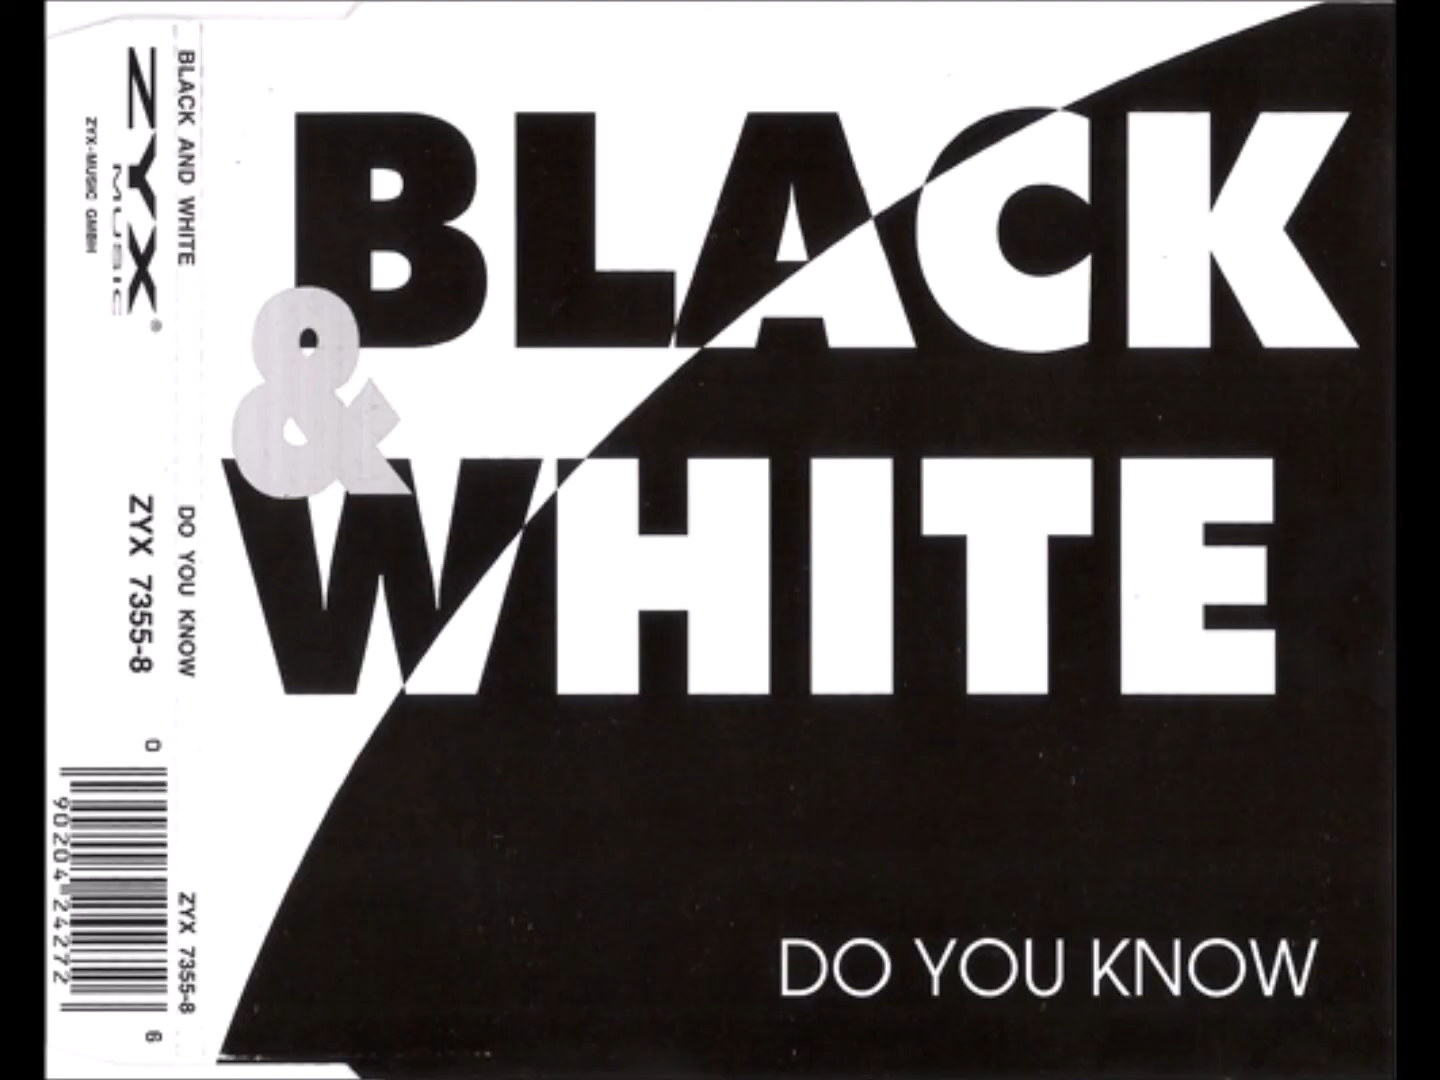 BLACK
&
WHITE
DO YOU KNOW
BLACK AND WHITE
DO YOU KNOW
ZYX 7355-8
ZYX
MUSIC
®
ZYX-MUSIC GMBH
ZYX 7355-8
0
90204 24272
6